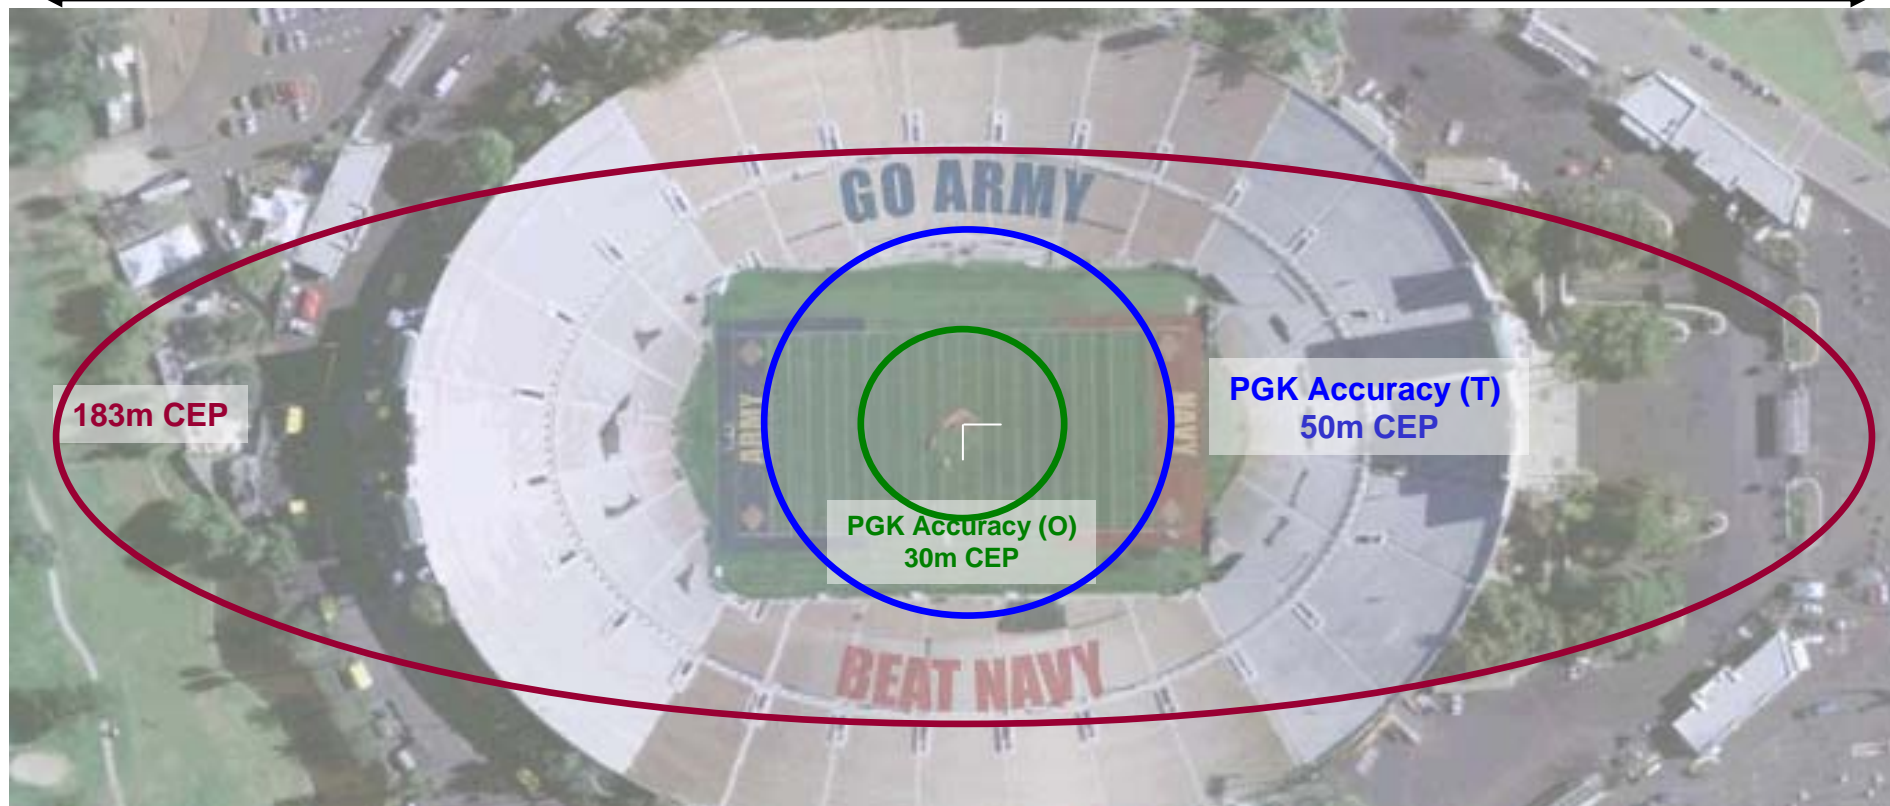 GO ARMY
183m CEP
ARMY
NAVY
PGK Accuracy (T)
50m CEP
PGK Accuracy (O)
30m CEP
BEAT NAVY